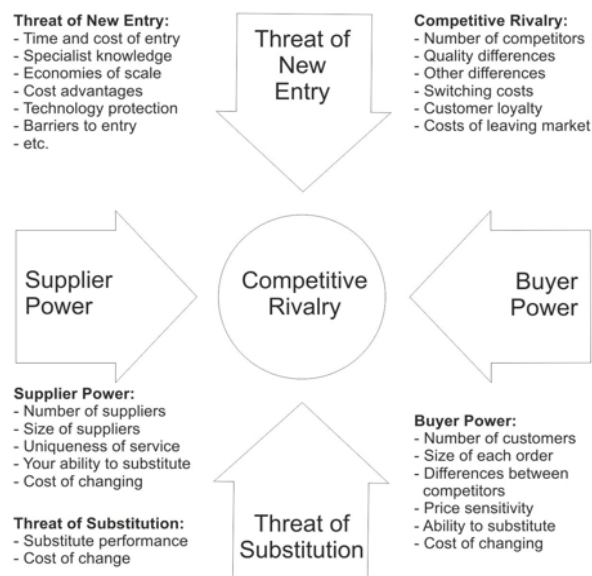 Threat of New Entry:
- Time and cost of entry
- Specialist knowledge
- Economies of scale
- Cost advantages
- Technology protection
- Barriers to entry
- etc.
Threat of
New
Entry
Competitive Rivalry:
- Number of competitors
- Quality differences
- Other differences
- Switching costs
- Customer loyalty
- Costs of leaving market
Supplier
Power
Competitive
Rivalry
Buyer
Power
Supplier Power:
- Number of suppliers
- Size of suppliers
- Uniqueness of service
- Your ability to substitute
- Cost of changing
Threat of Substitution:
- Substitute performance
- Cost of change
Threat of
Substitution
Buyer Power:
- Number of customers
- Size of each order
- Differences between
competitors
- Price sensitivity
- Ability to substitute
- Cost of changing